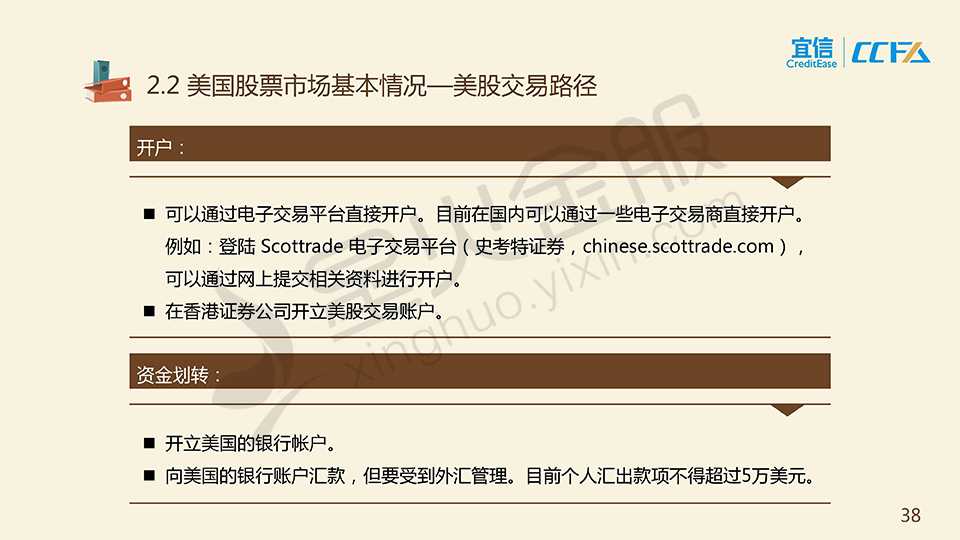 宜信
CreditEase
CCFA
2.2 美国股票市场基本情况—美股交易路径
开户：
■ 可以通过电子交易平台直接开户。目前在国内可以通过一些电子交易商直接开户。
例如：登陆 Scottrade 电子交易平台（史考特证券，chinese.scottrade.com），
可以通过网上提交相关资料进行开户。
■ 在香港证券公司开立美股交易账户。
资金划转：
■ 开立美国的银行帐户。
■ 向美国的银行账户汇款，但要受到外汇管理。目前个人汇出款项不得超过5万美元。
星火金服
xinghuo.yixin.com
38